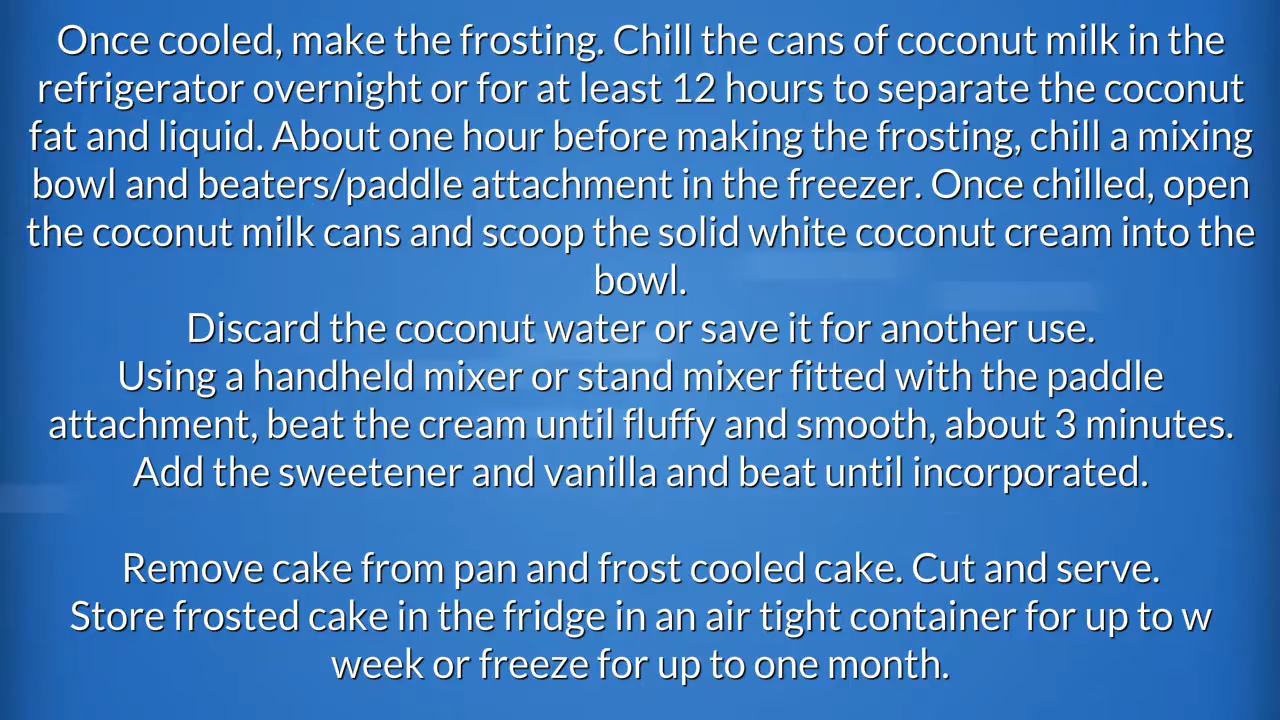 Once cooled, make the frosting. Chill the cans of coconut milk in the
refrigerator overnight or for at least 12 hours to separate the coconut
fat and liquid. About one hour before making the frosting, chill a mixing
bowl and beaters/paddle attachment in the freezer. Once chilled, open
the coconut milk cans and scoop the solid white coconut cream into the
bowl.
Discard the coconut water or save it for another use.
Using a handheld mixer or stand mixer fitted with the paddle
attachment, beat the cream until fluffy and smooth, about 3 minutes.
Add the sweetener and vanilla and beat until incorporated.
Remove cake from pan and frost cooled cake. Cut and serve.
Store frosted cake in the fridge in an air tight container for up to w
week or freeze for up to one month.